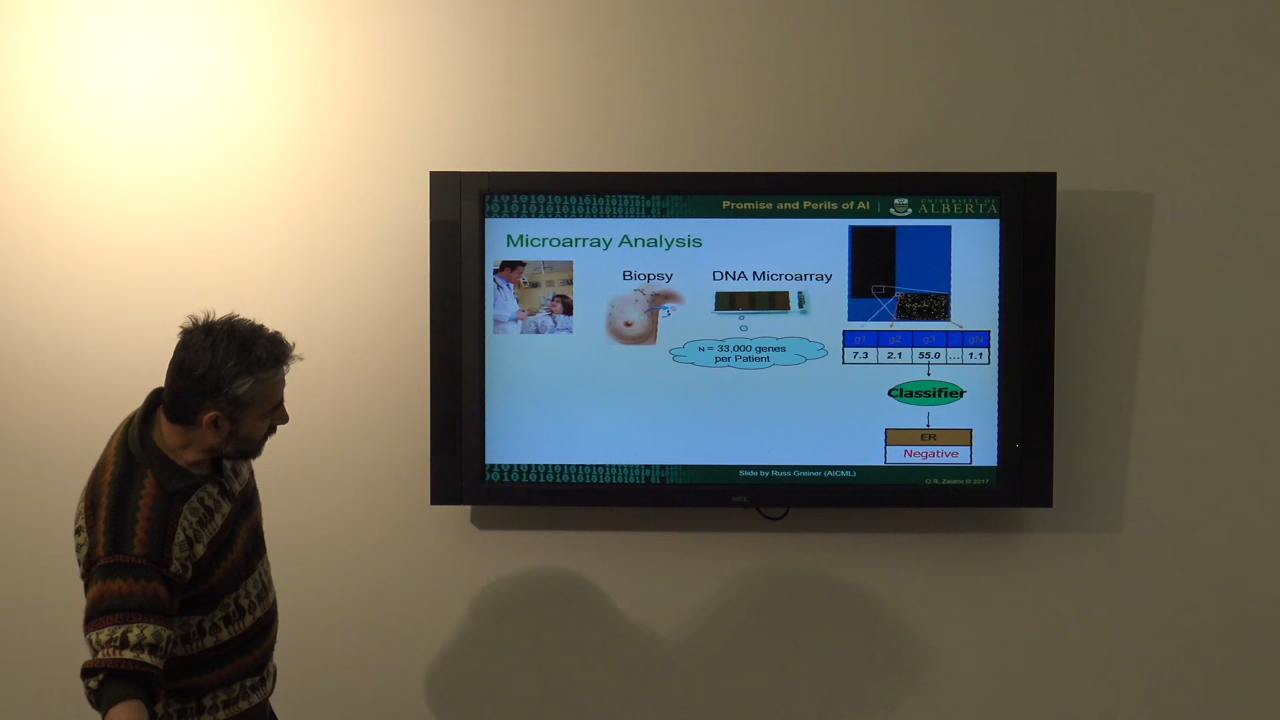 Promise and Perils of AI
UNIVERSITY OF
ALBERTA
Microarray Analysis
Biopsy
DNA Microarray
N = 33,000 genes
per Patient
g1 g2 g3 gN
7.3 2.1 55.0 ... 1.1
Classifier
ER
Negative
Slide by Russ Greiner (AICML)
O R. Zaïane © 2017
NEC